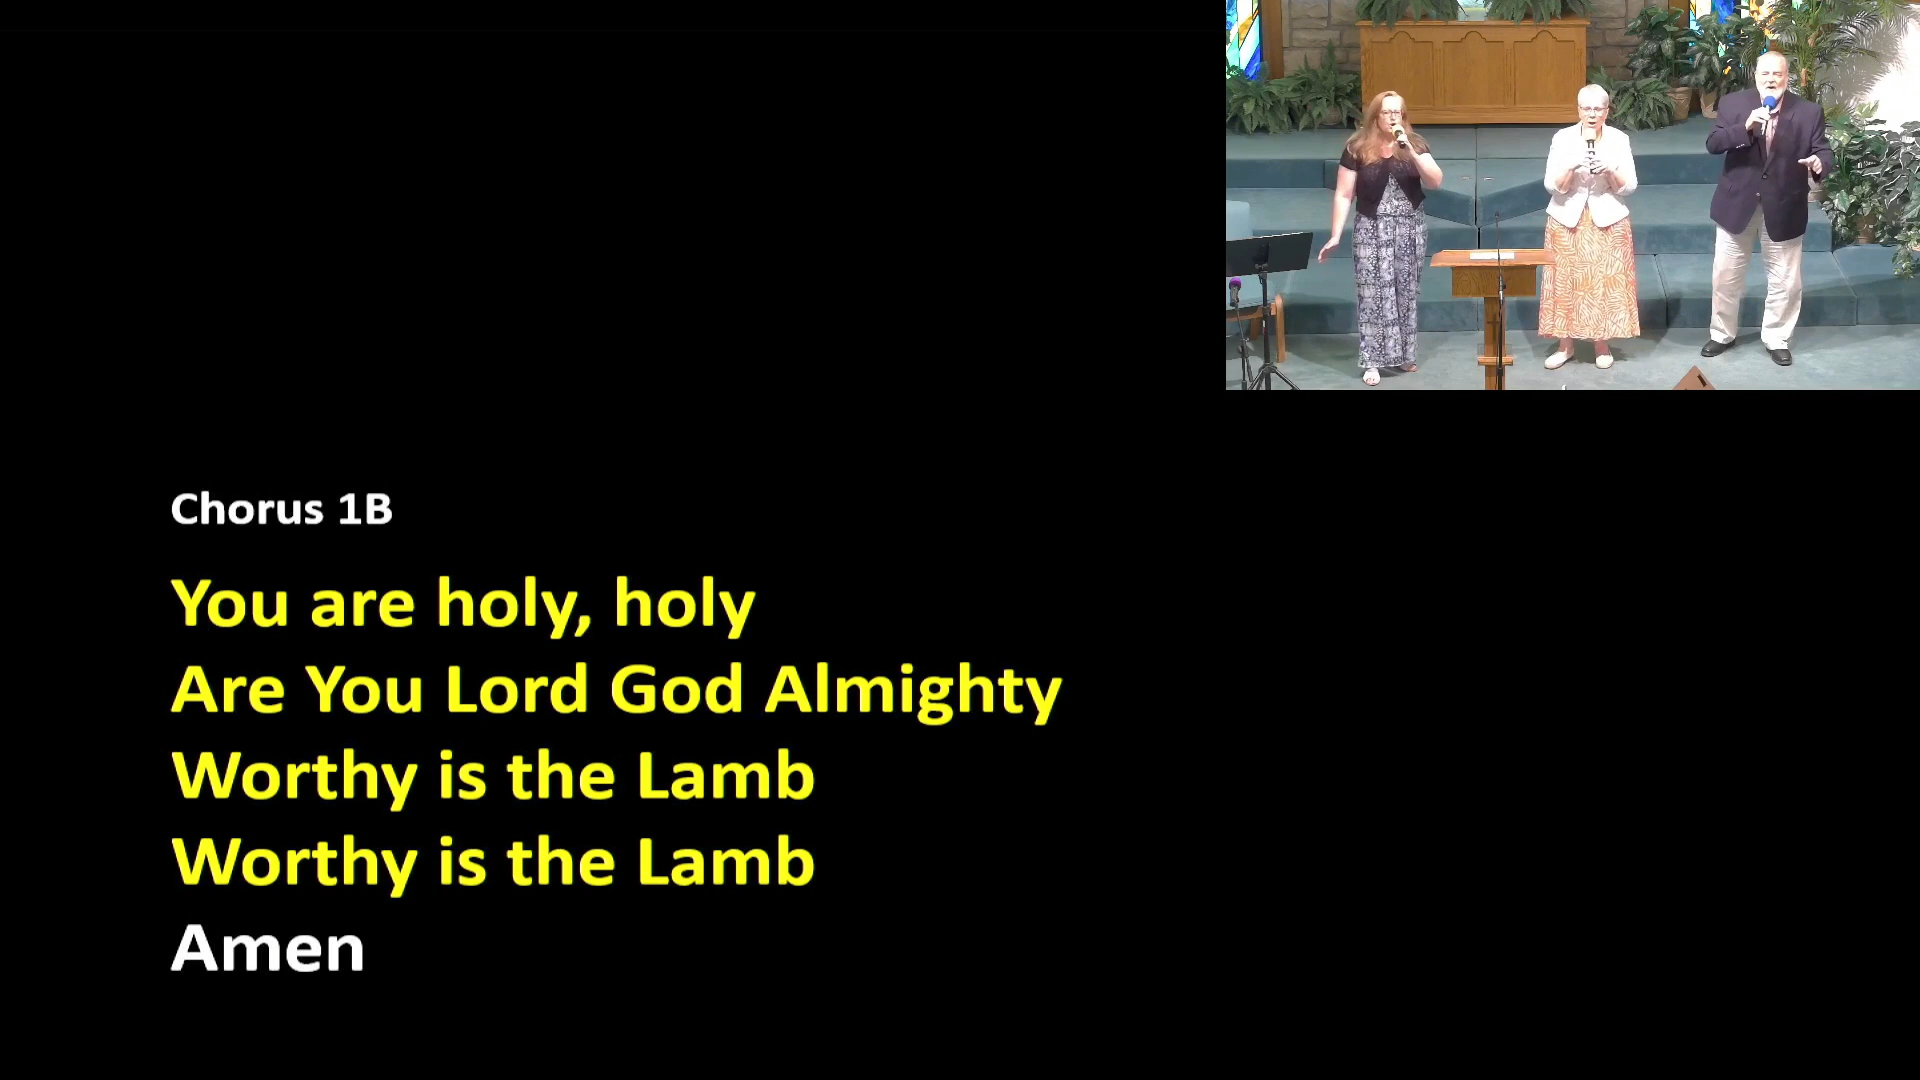 Chorus 1B
You are holy, holy
Are You Lord God Almighty
Worthy is the Lamb
Worthy is the Lamb
Amen